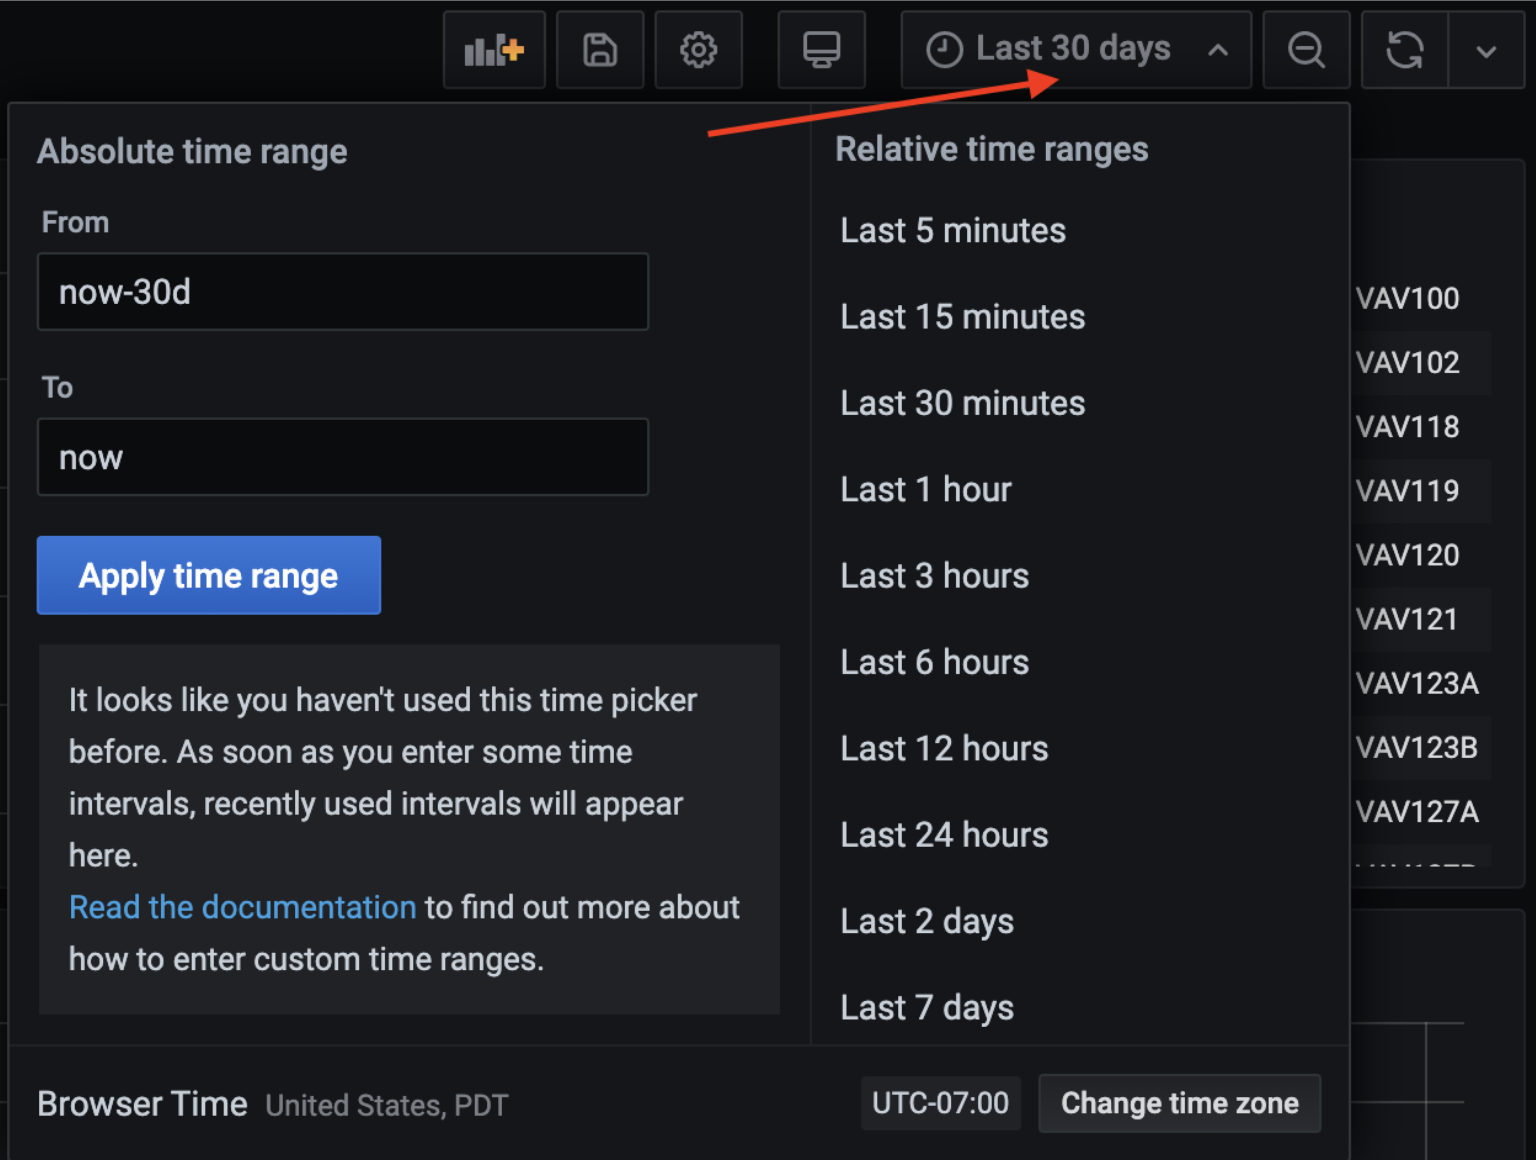 Last 30 days
Absolute time range
From
now-30d
To
now
Apply time range
It looks like you haven't used this time picker
before. As soon as you enter some time
intervals, recently used intervals will appear
here.
Read the documentation to find out more about
how to enter custom time ranges.
Relative time ranges
Last 5 minutes
Last 15 minutes
Last 30 minutes
Last 1 hour
Last 3 hours
Last 6 hours
Last 12 hours
Last 24 hours
Last 2 days
Last 7 days
VAV100
VAV102
VAV118
VAV119
VAV120
VAV121
VAV123A
VAV123B
VAV127A
Browser Time United States, PDT
UTC-07:00
Change time zone